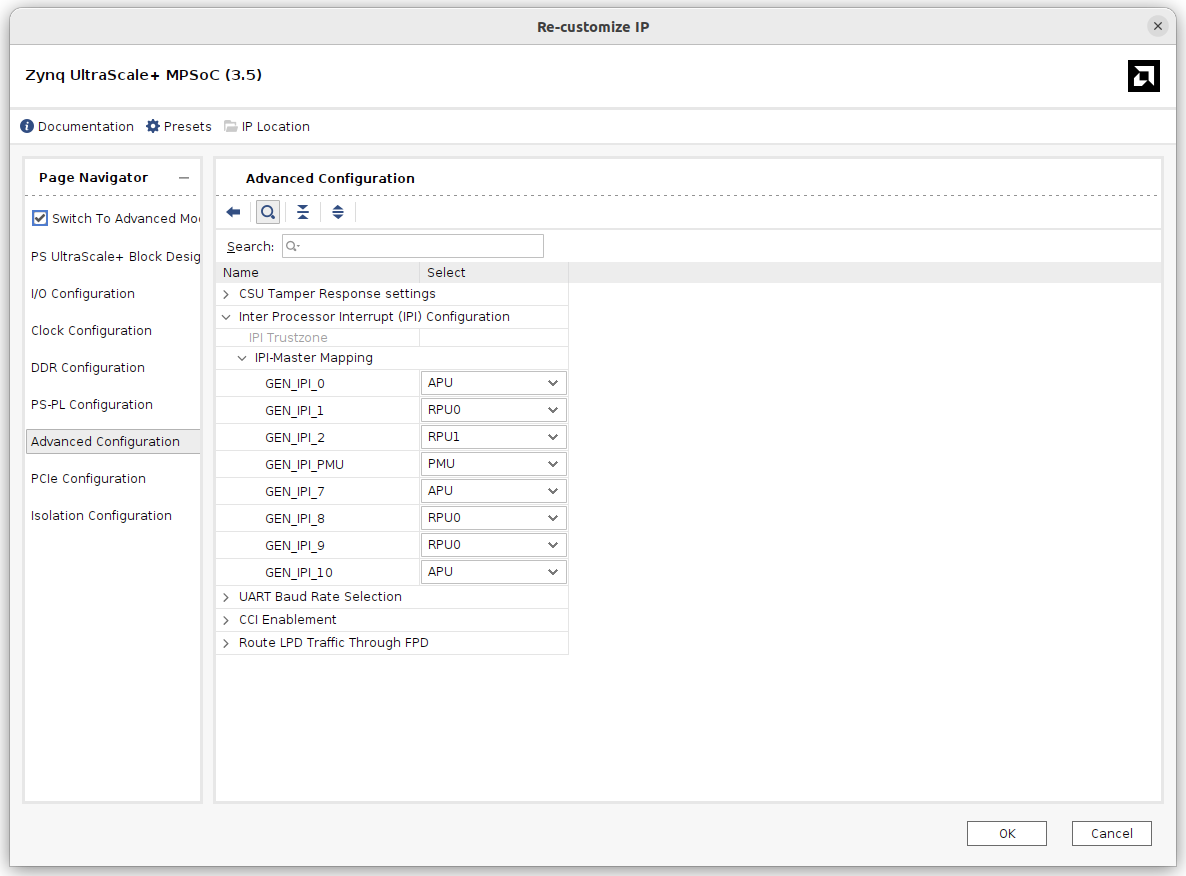 Re-customize IP
Zynq UltraScale+ MPSoC (3.5)
Documentation Presets IP Location
Page Navigator
Switch To Advanced Mo
PS UltraScale+ Block Desig
I/O Configuration
Clock Configuration
DDR Configuration
PS-PL Configuration
Advanced Configuration
PCIe Configuration
Isolation Configuration
Advanced Configuration
Search:
Name Select
CSU Tamper Response settings
Inter Processor Interrupt (IPI) Configuration
IPI Trustzone
IPI-Master Mapping
GEN_IPI_0 APU
GEN_IPI_1 RPU0
GEN_IPI_2 RPU1
GEN_IPI_PMU PMU
GEN_IPI_7 APU
GEN_IPI_8 RPU0
GEN_IPI_9 RPU0
GEN_IPI_10 APU
UART Baud Rate Selection
CCI Enablement
Route LPD Traffic Through FPD
OK Cancel